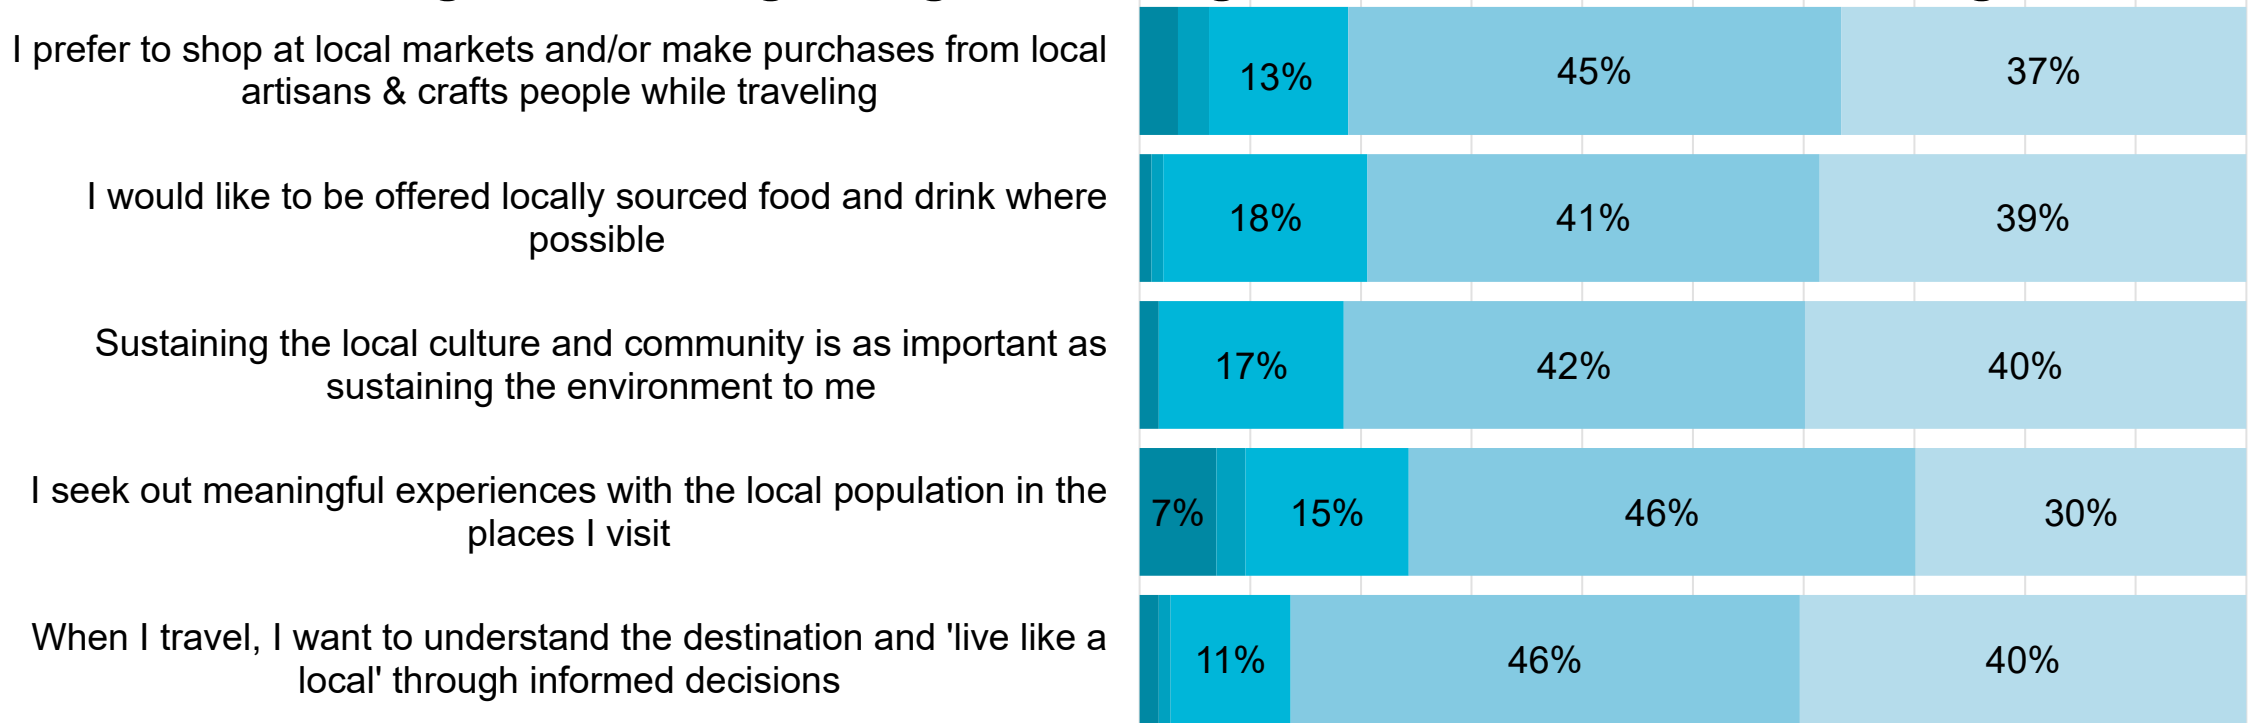 I prefer to shop at local markets and/or make purchases from local
artisans & crafts people while traveling
13% 45% 37%
I would like to be offered locally sourced food and drink where
possible
18% 41% 39%
Sustaining the local culture and community is as important as
sustaining the environment to me
17% 42% 40%
I seek out meaningful experiences with the local population in the
places I visit
7% 15% 46% 30%
When I travel, I want to understand the destination and 'live like a
local' through informed decisions
11% 46% 40%